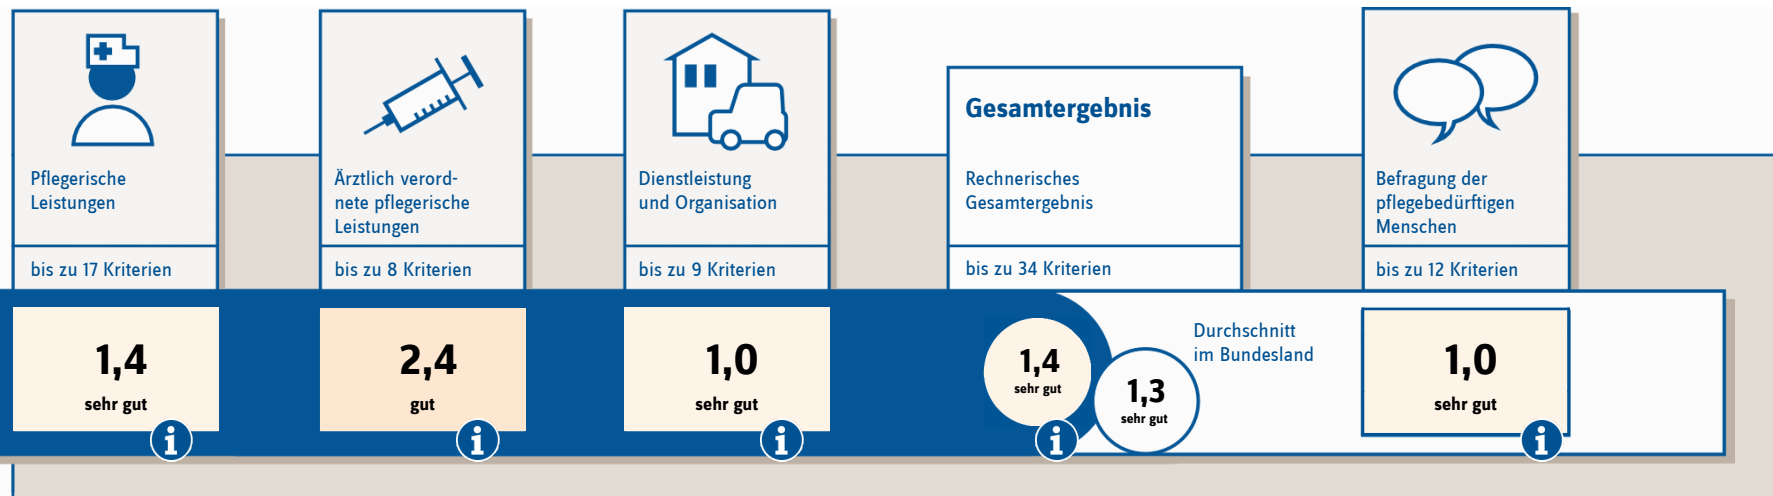 Pflegerische
Leistungen
bis zu 17 Kriterien
1,4
sehr gut
Ärztlich verord-
nete pflegerische
Leistungen
bis zu 8 Kriterien
2,4
gut
Dienstleistung
und Organisation
bis zu 9 Kriterien
1,0
sehr gut
Gesamtergebnis
Rechnerisches
Gesamtergebnis
bis zu 34 Kriterien
1,4
sehr gut
1,3
sehr gut
Durchschnitt
im Bundesland
Befragung der
pflegebedürftigen
Menschen
bis zu 12 Kriterien
1,0
sehr gut